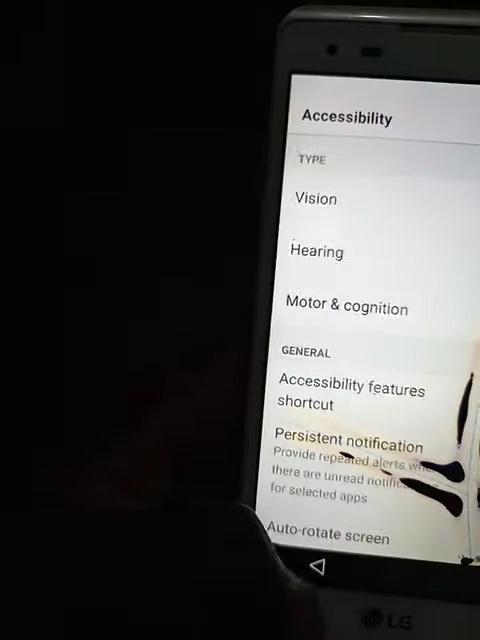 Accessibility
TYPE
Vision
Hearing
Motor & cognition
GENERAL
Accessibility features
shortcut
Persistent notification
Provide repeated alerts
there are unread
for selected apps
Auto-rotate screen
LG